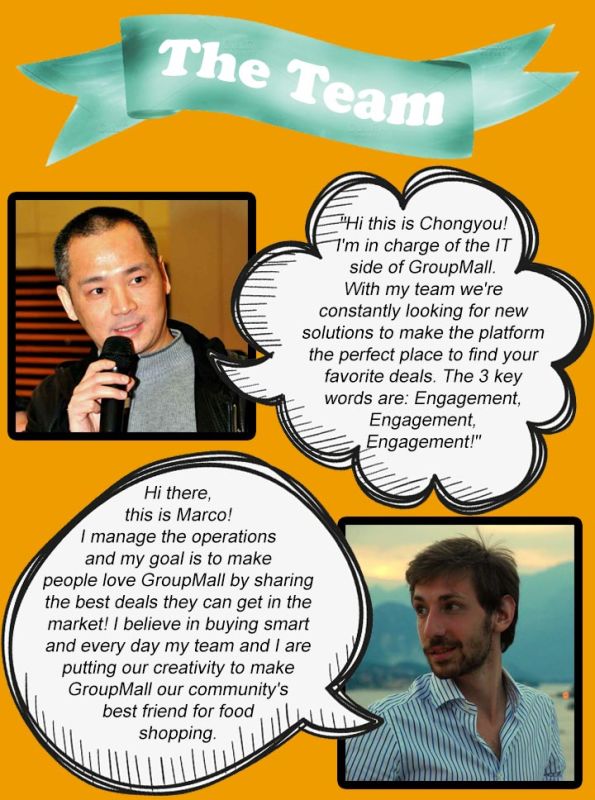 The Team
"Hi this is Chongyou!
I'm in charge of the IT
side of GroupMall.
With my team we're
constantly looking for new
solutions to make the platform
the perfect place to find your
favorite deals. The 3 key
words are: Engagement,
Engagement,
Engagement!"
Hi there,
this is Marco!
I manage the operations
and my goal is to make
people love GroupMall by sharing
the best deals they can get in the
market! I believe in buying smart
and every day my team and I are
putting our creativity to make
GroupMall our community's
best friend for food
shopping.